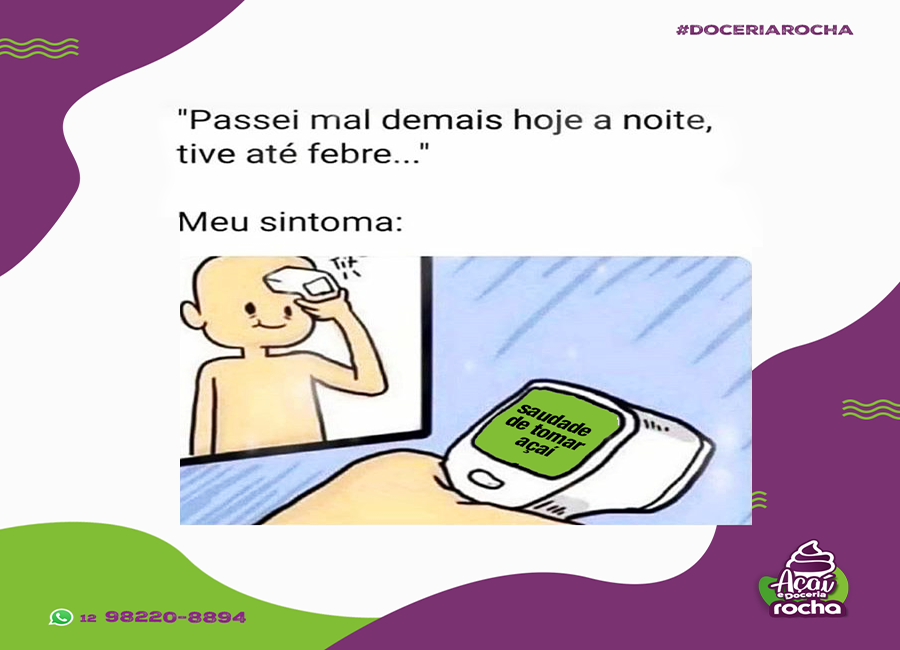 #DOCERIAROCHA
"Passei mal demais hoje a noite,
tive até febre..."
Meu sintoma:
Tit
saudade
de tomar
açaí
12 98220-8894
Açaí
e Doceria
rocha